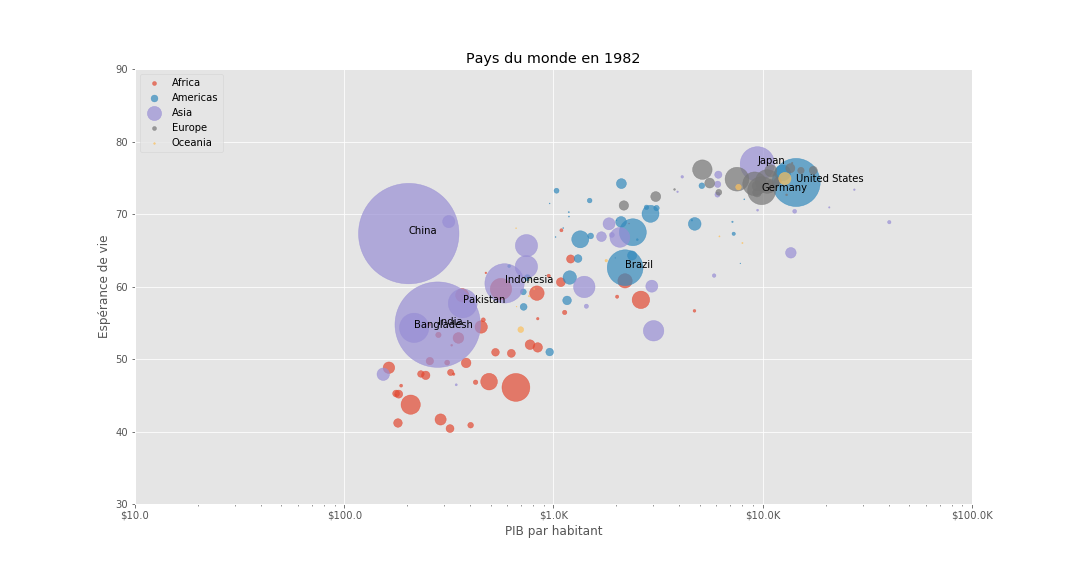 Pays du monde en 1982
90
80
70
60
50
40
30
Espérance de vie
Africa
Americas
Asia
Europe
Oceania
Japan
United States
Germany
China
Brazil
Indonesia
Pakistan
India
Bangladesh
$10.0
$100.0
$1.0K
$10.0K
$100.0K
PIB par habitant